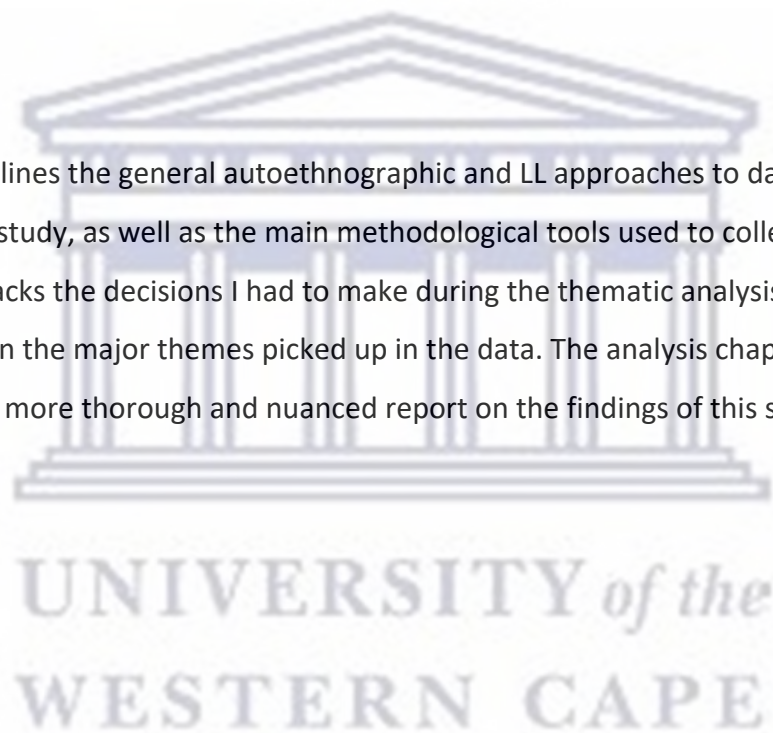 lines the general autoethnographic and LL approaches to da
study, as well as the main methodological tools used to colle
acks the decisions I had to make during the thematic analysis
n the major themes picked up in the data. The analysis chap
more thorough and nuanced report on the findings of this s
UNIVERSITY of the
WESTERN CAPE